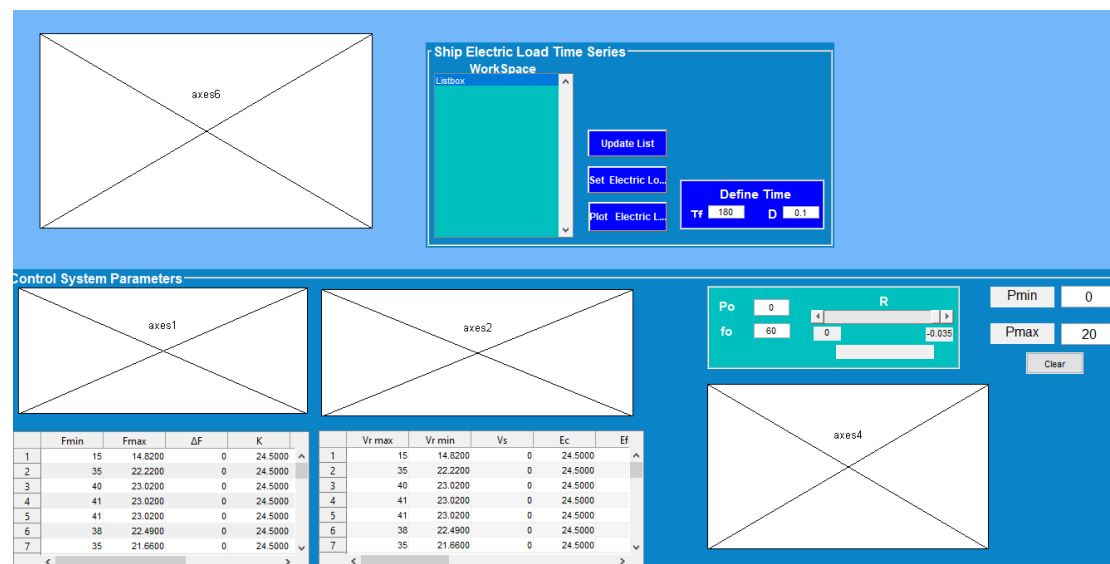 axes6
Ship Electric Load Time Series
WorkSpace
Listbox
Update List
Set Electric Lo...
Plot Electric L...
Define Time
Tf 180 D 0.1
Control System Parameters
axes1
axes2
Po 0
fo 60
R
0 -0.035
Pmin 0
Pmax 20
Clear
axes4
Fmin Fmax ΔF K
1 15 14.8200 0 24.5000
2 35 22.2200 0 24.5000
3 40 23.0200 0 24.5000
4 41 23.0200 0 24.5000
5 41 23.0200 0 24.5000
6 38 22.4900 0 24.5000
7 35 21.6600 0 24.5000
Vr max Vr min Vs Ec Ef
1 15 14.8200 0 24.5000
2 35 22.2200 0 24.5000
3 40 23.0200 0 24.5000
4 41 23.0200 0 24.5000
5 41 23.0200 0 24.5000
6 38 22.4900 0 24.5000
7 35 21.6600 0 24.5000